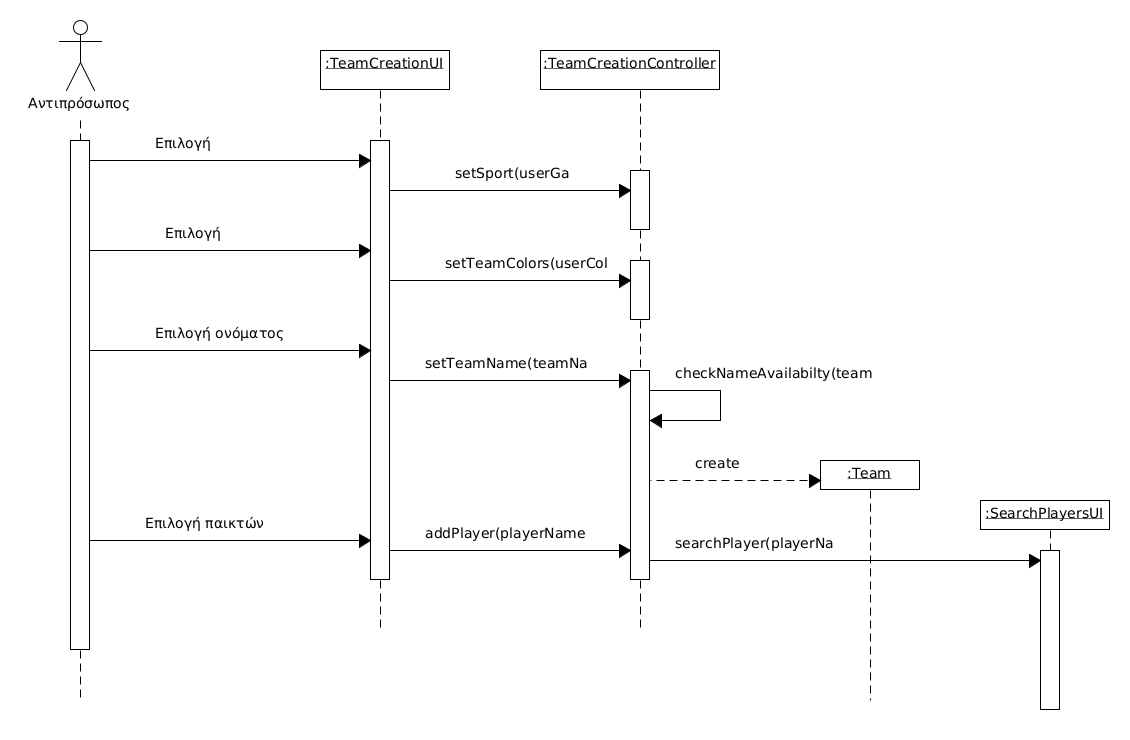 :TeamCreationUI
:TeamCreationController
Αντιπρόσωπος
Επιλογή
setSport(userGa
Επιλογή
setTeamColors(userCol
Επιλογή ονόματος
setTeamName(teamNa
checkNameAvailabilty(team
create
:Team
:SearchPlayersUI
Επιλογή παικτών
addPlayer(playerName
searchPlayer(playerNa